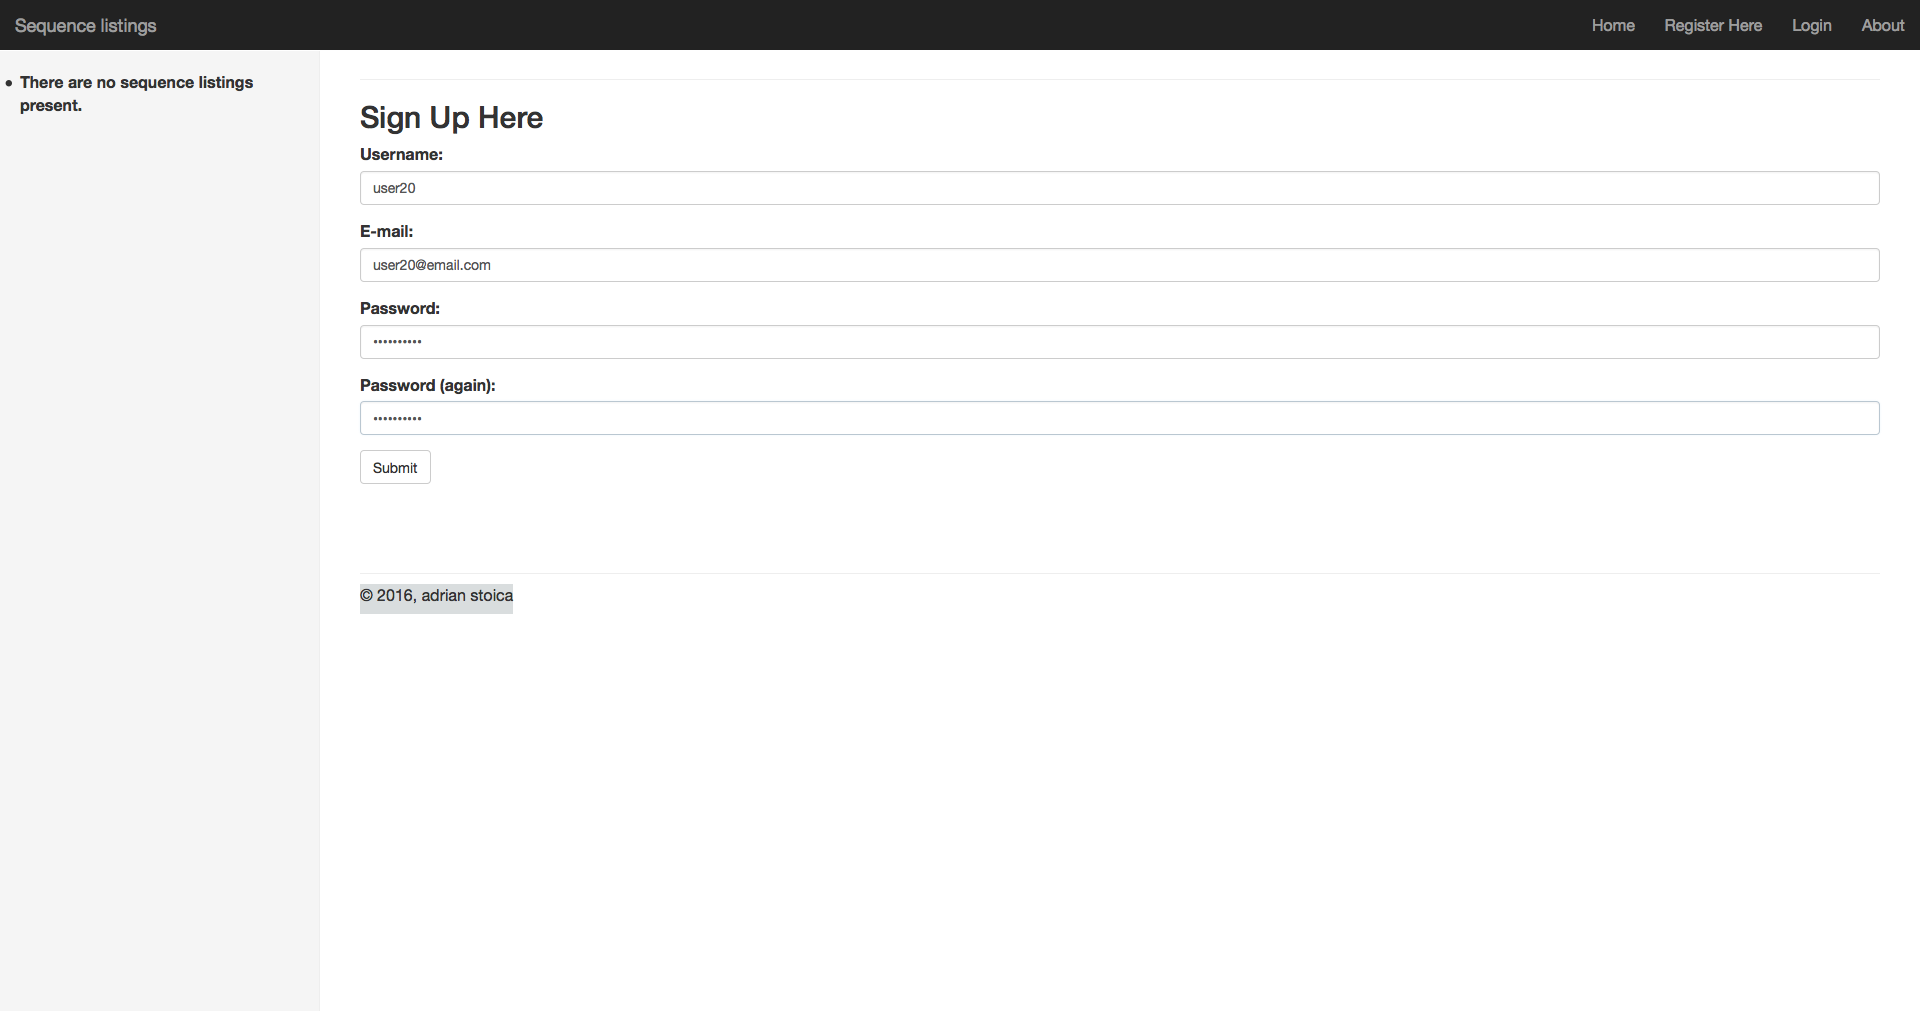 Sequence listings
Home
Register Here
Login
About
There are no sequence listings
present.
Sign Up Here
Username:
user20
E-mail:
user20@email.com
Password:
••••••••••
Password (again):
••••••••••
Submit
© 2016, adrian stoica